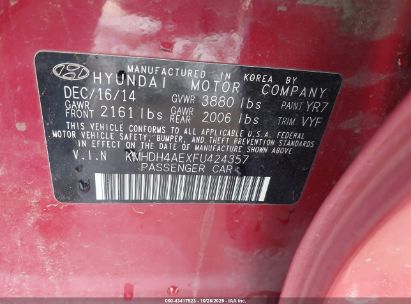 MANUFACTURED IN KOREA BY
HYUNDAI MOTOR COMPANY
DEC/16/14 GVWR 3880 lbs PAINT YR7
GAWR FRONT 2161 lbs GAWR REAR 2006 lbs TRIM VYF
THIS VEHICLE CONFORMS TO ALL APPLICABLE U.S. FEDERAL
MOTOR VEHICLE SAFETY, BUMPER, AND THEFT PREVENTION STANDARDS
IN EFFECT ON THE DATE OF MANUFACTURE SHOWN ABOVE.
V.I.N KMHDH4AEXFU424357
PASSENGER CAR